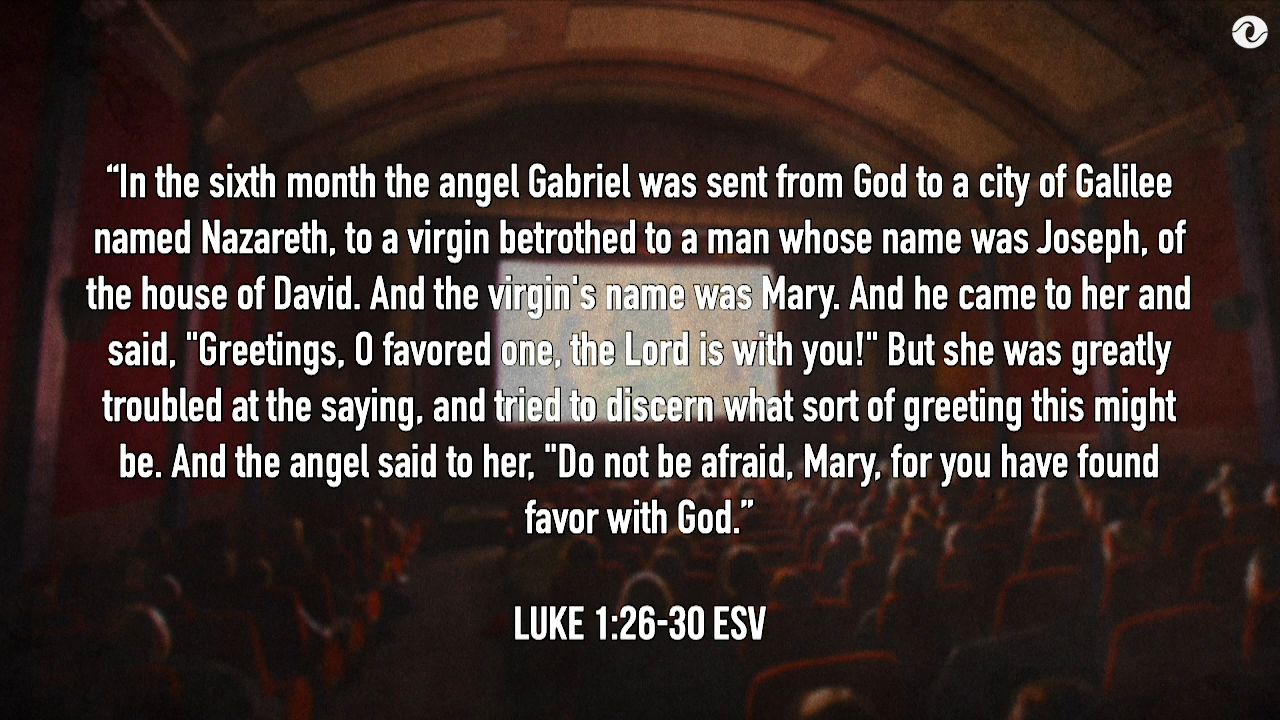 “In the sixth month the angel Gabriel was sent from God to a city of Galilee
named Nazareth, to a virgin betrothed to a man whose name was Joseph, of
the house of David. And the virgin's name was Mary. And he came to her and
said, "Greetings, O favored one, the Lord is with you!" But she was greatly
troubled at the saying, and tried to discern what sort of greeting this might
be. And the angel said to her, "Do not be afraid, Mary, for you have found
favor with God.”
LUKE 1:26-30 ESV